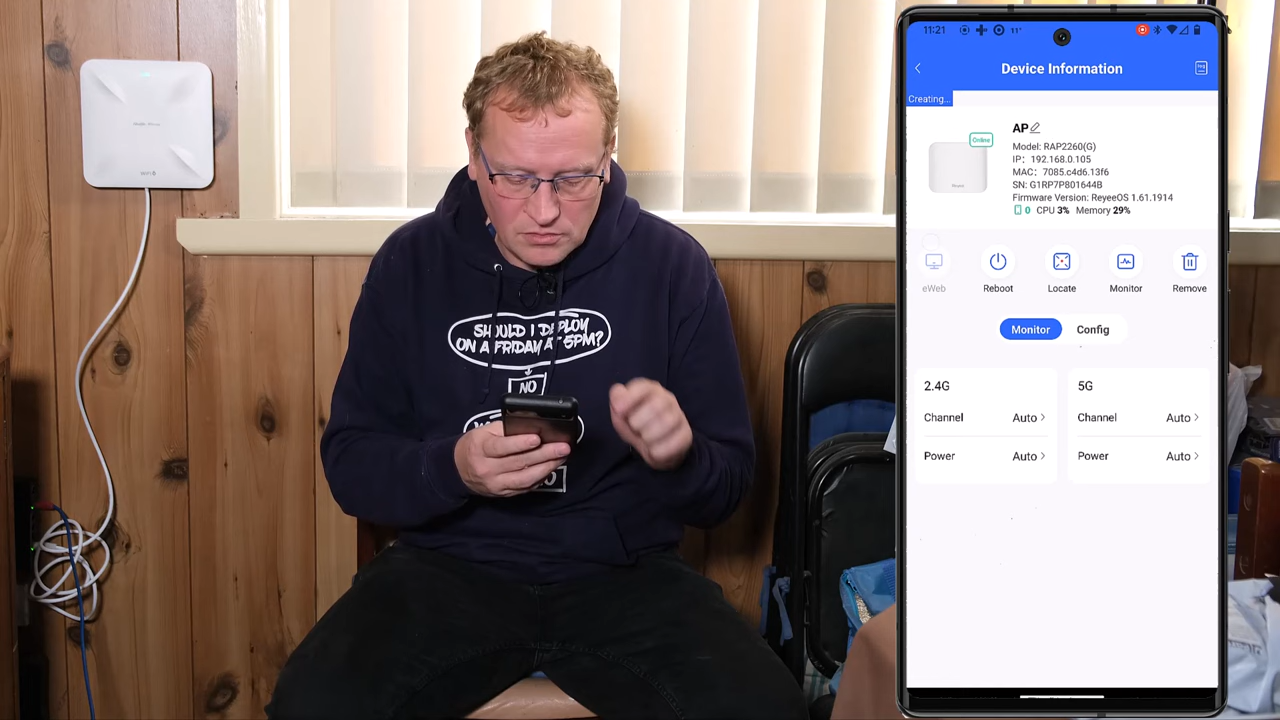 WiFi6
SHOULD I DEPLOY
ON A FRIDAY AT 5PM?
NO
11:21
11°
Device Information
Creating...
Online
AP
Model: RAP2260(G)
IP: 192.168.0.105
MAC: 7085.c4d6.13f6
SN: G1RP7P801644B
Firmware Version: ReyeeOS 1.61.1914
0 CPU 3% Memory 29%
eWeb
Reboot
Locate
Monitor
Remove
Monitor
Config
2.4G
Channel
Auto
Power
Auto
5G
Channel
Auto
Power
Auto